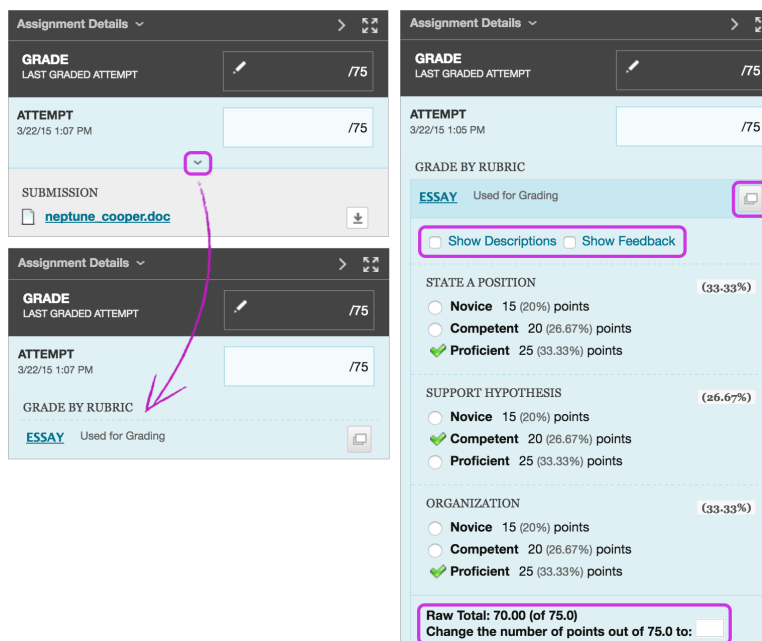 Assignment Details
GRADE
LAST GRADED ATTEMPT
/75
ATTEMPT
3/22/15 1:07 PM
/75
SUBMISSION
neptune_cooper.doc
Assignment Details
GRADE
LAST GRADED ATTEMPT
/75
ATTEMPT
3/22/15 1:07 PM
/75
GRADE BY RUBRIC
ESSAY Used for Grading
Assignment Details
GRADE
LAST GRADED ATTEMPT
/75
ATTEMPT
3/22/15 1:05 PM
/75
GRADE BY RUBRIC
ESSAY Used for Grading
Show Descriptions Show Feedback
STATE A POSITION (33.33%)
Novice 15 (20%) points
Competent 20 (26.67%) points
Proficient 25 (33.33%) points
SUPPORT HYPOTHESIS (26.67%)
Novice 15 (20%) points
Competent 20 (26.67%) points
Proficient 25 (33.33%) points
ORGANIZATION (33.33%)
Novice 15 (20%) points
Competent 20 (26.67%) points
Proficient 25 (33.33%) points
Raw Total: 70.00 (of 75.0)
Change the number of points out of 75.0 to: